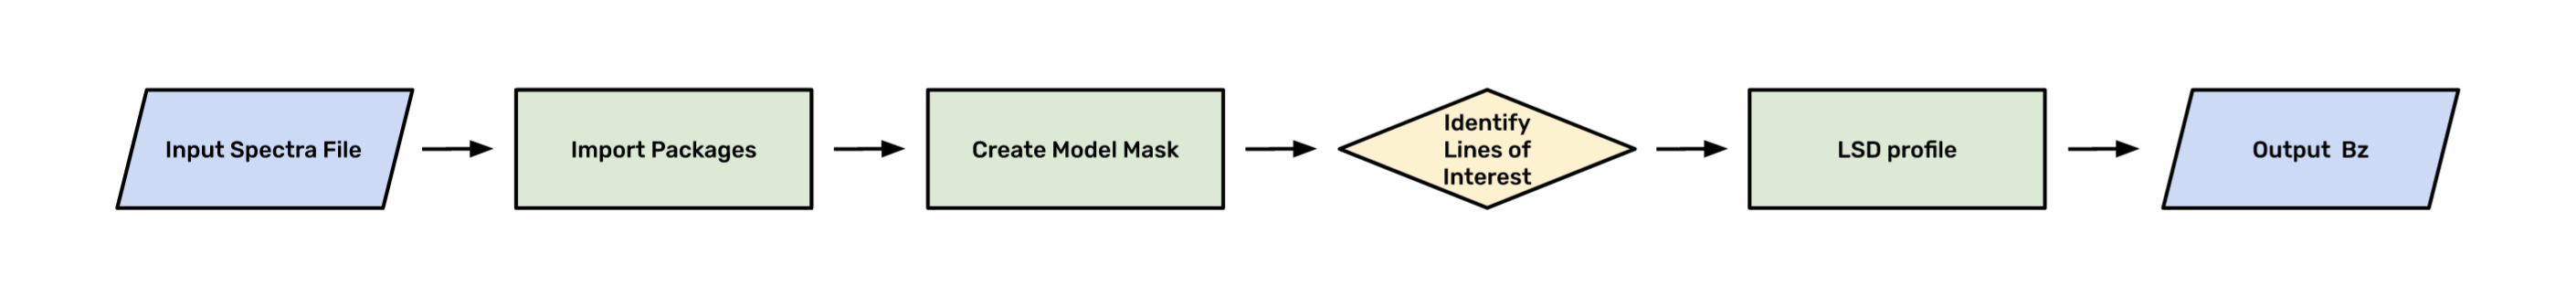 Input Spectra File
Import Packages
Create Model Mask
Identify
Lines of
Interest
LSD profile
Output  Bz